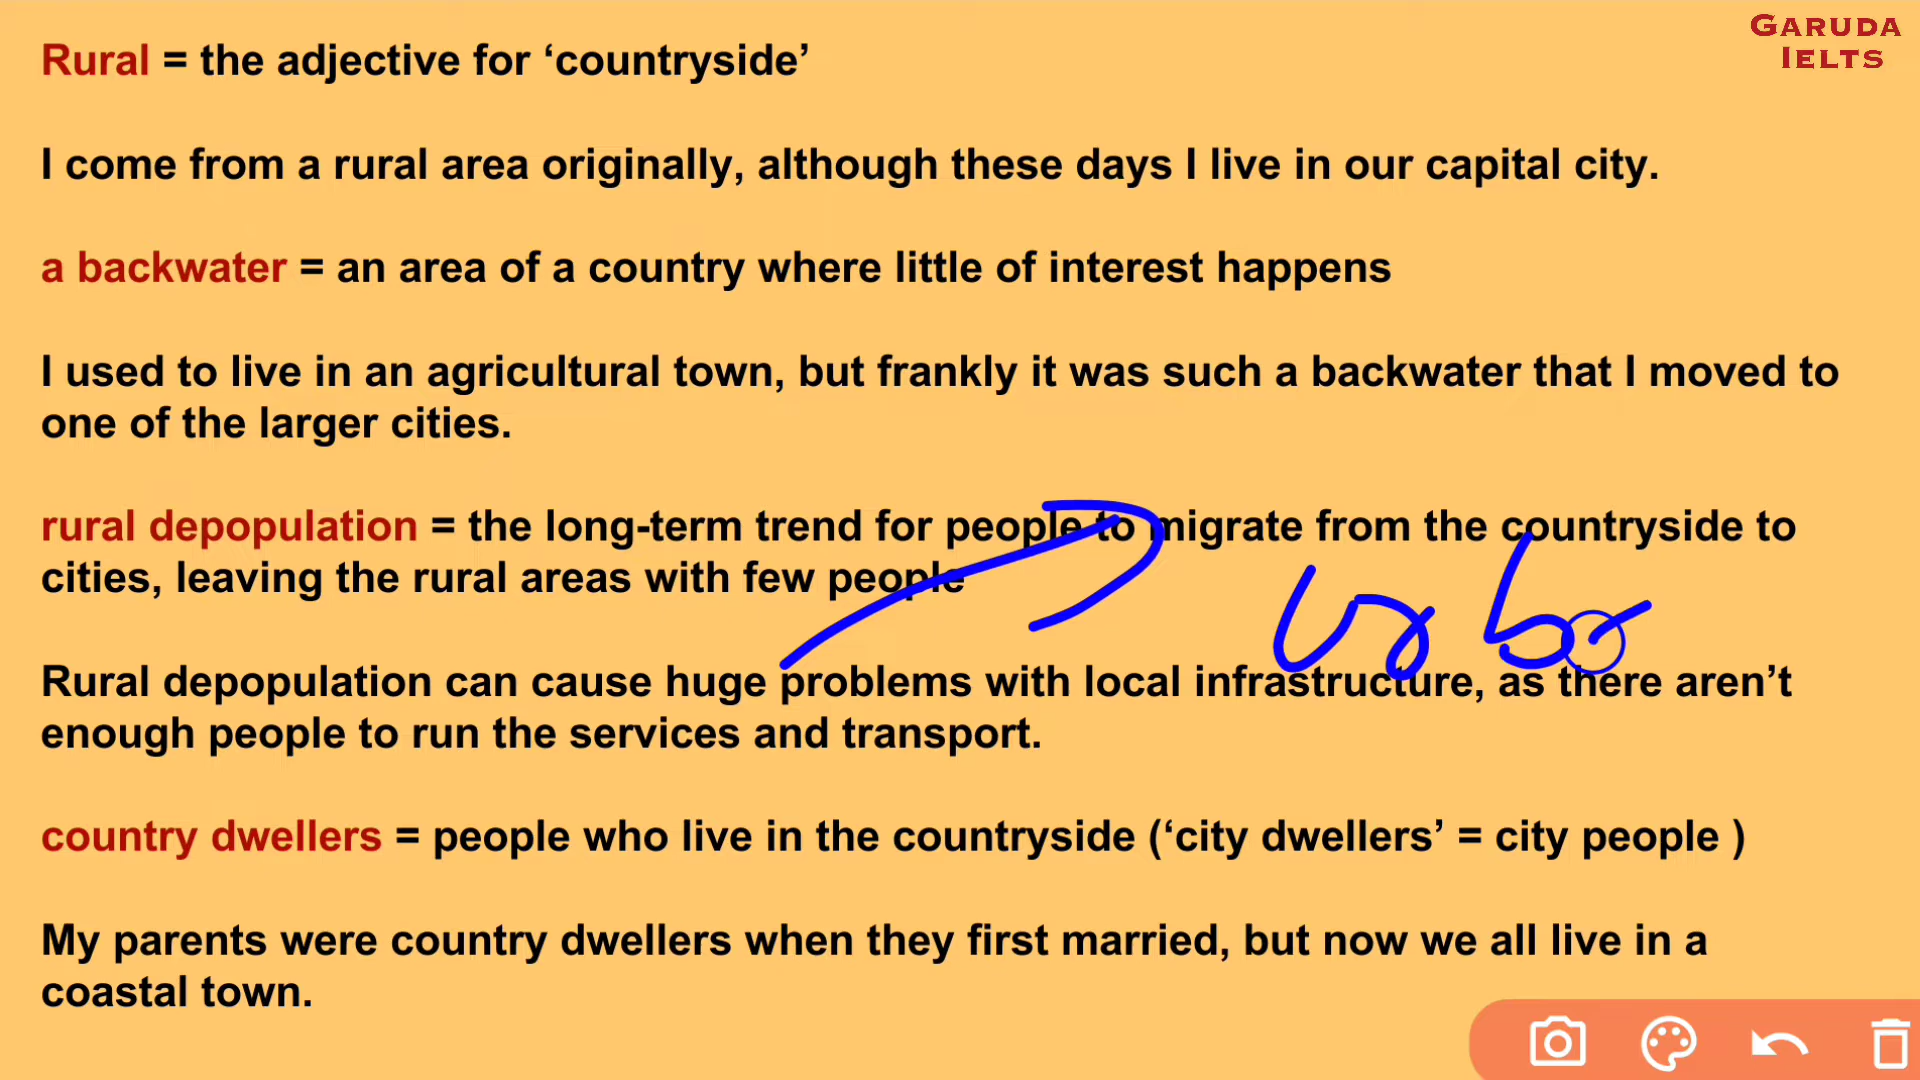 GARUDA
IELTS
Rural = the adjective for ‘countryside’
I come from a rural area originally, although these days I live in our capital city.
a backwater = an area of a country where little of interest happens
I used to live in an agricultural town, but frankly it was such a backwater that I moved to
one of the larger cities.
rural depopulation = the long-term trend for people to migrate from the countryside to
cities, leaving the rural areas with few people
Rural depopulation can cause huge problems with local infrastructure, as there aren’t
enough people to run the services and transport.
country dwellers = people who live in the countryside (‘city dwellers’ = city people )
My parents were country dwellers when they first married, but now we all live in a
coastal town.